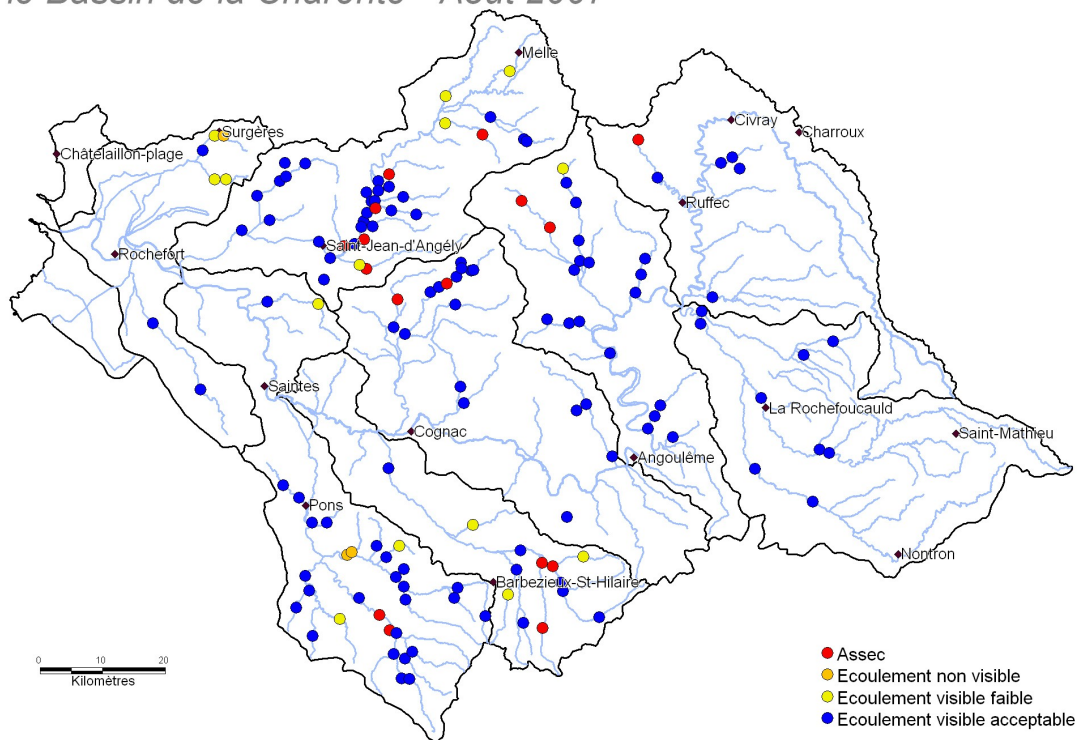 le Bassin de la Charente - Août 2007
Melle
Surgères
Civray
Charroux
Châtelaillon-plage
Ruffec
Saint-Jean-d'Angély
Rochefort
Saintes
La Rochefoucauld
Cognac
Saint-Mathieu
Angoulême
Pons
Nontron
Barbezieux-St-Hilaire
0 10 20
Kilomètres
Assec
Ecoulement non visible
Ecoulement visible faible
Ecoulement visible acceptable